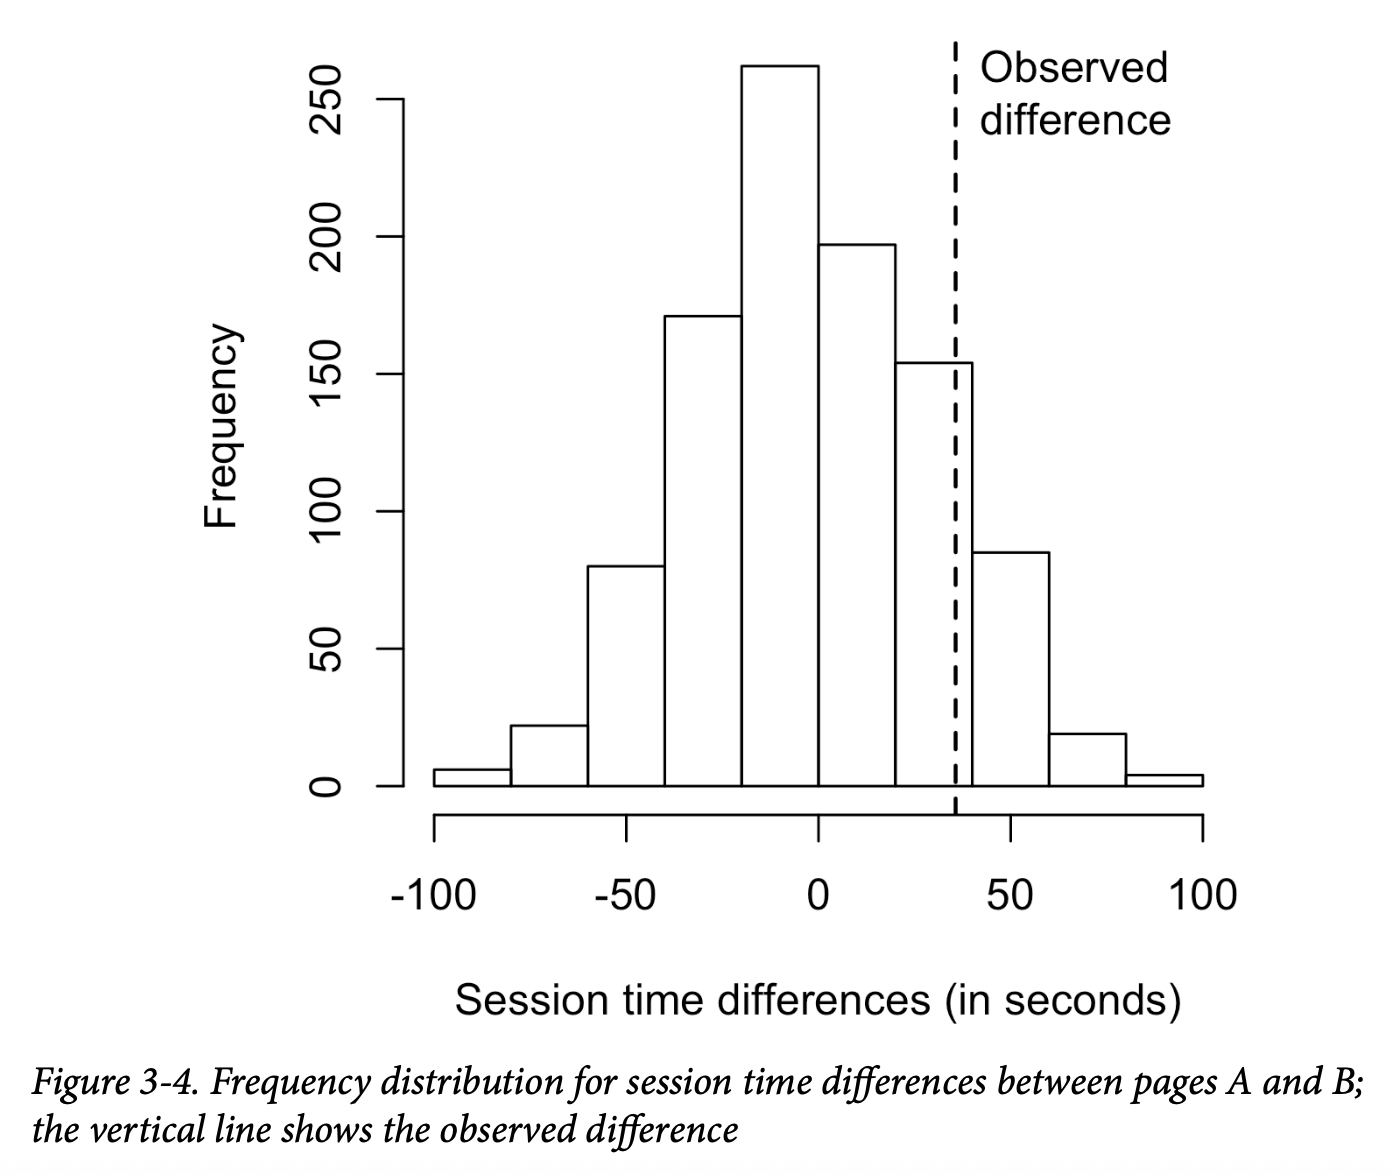 Observed
difference
Frequency
250
200
150
100
50
0
-100 -50 0 50 100
Session time differences (in seconds)
Figure 3-4. Frequency distribution for session time differences between pages A and B;
the vertical line shows the observed difference